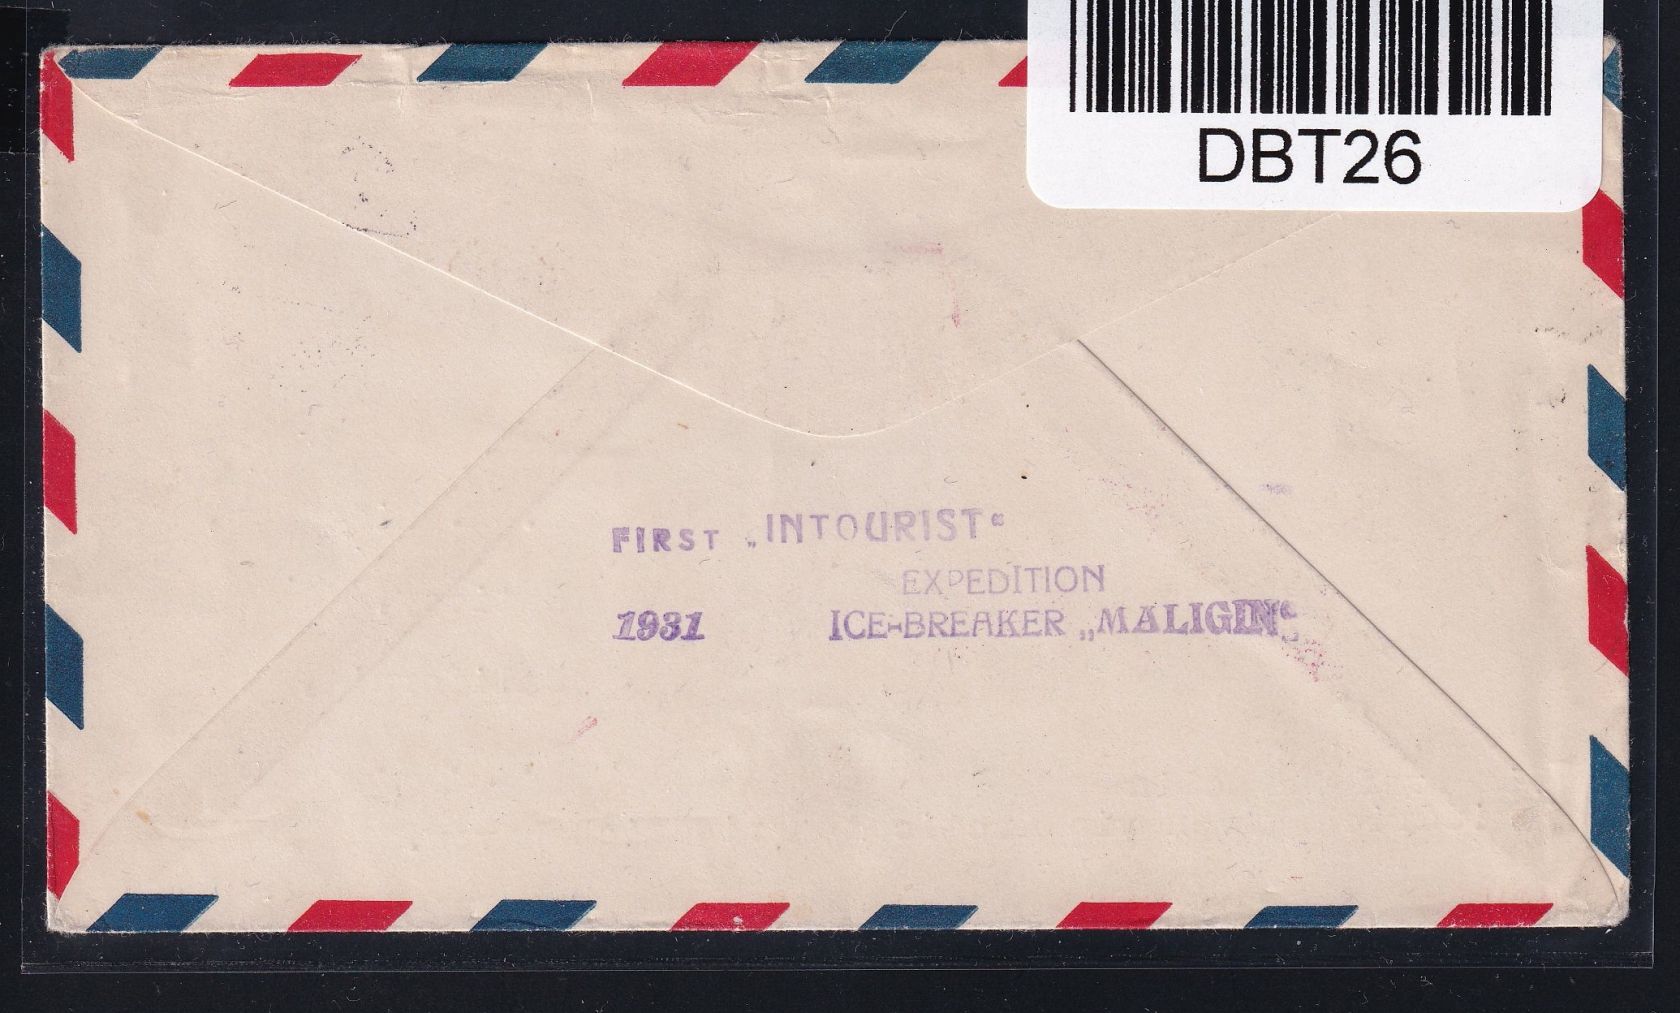 DBT26
FIRST „INTOURIST“
EXPEDITION
1931 ICE-BREAKER „MALIGIN“